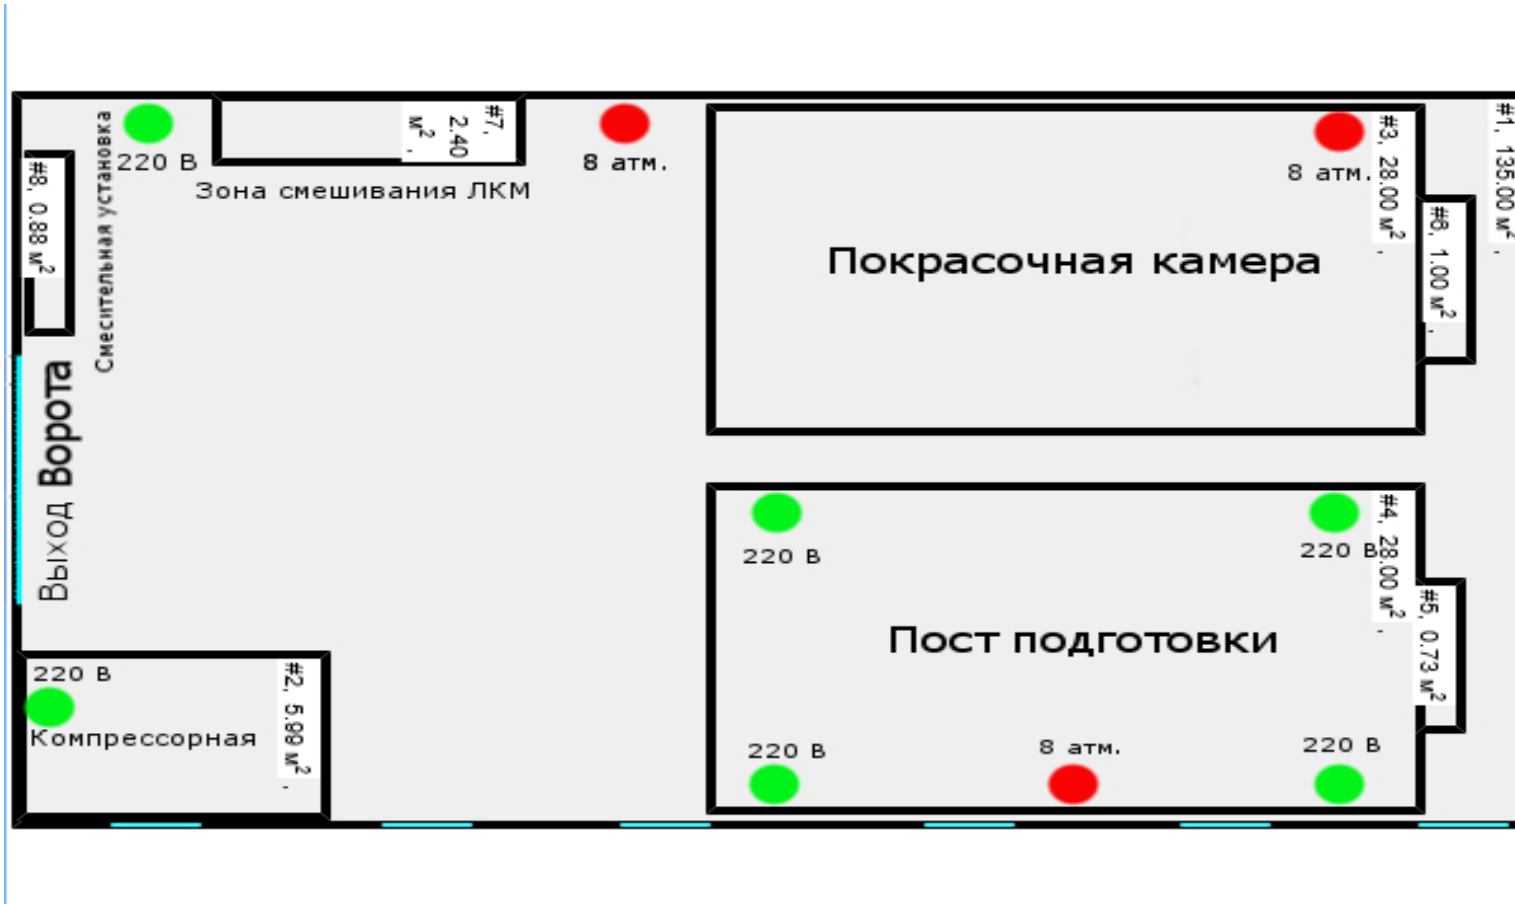 220 В
#7, 2.40 м²,
8 атм.
Зона смешивания ЛКМ
#8, 0.88 м²
Смесительная установка
Выход Ворота
#3, 28.00 м²,
8 атм.
Покрасочная камера
#6, 1.00 м²,
#1, 135.00 м²,
220 В
220 В
#4, 28.00 м²,
Пост подготовки
#5, 0.73 м²
220 В
8 атм.
220 В
220 В
Компрессорная
#2, 5.99 м²,